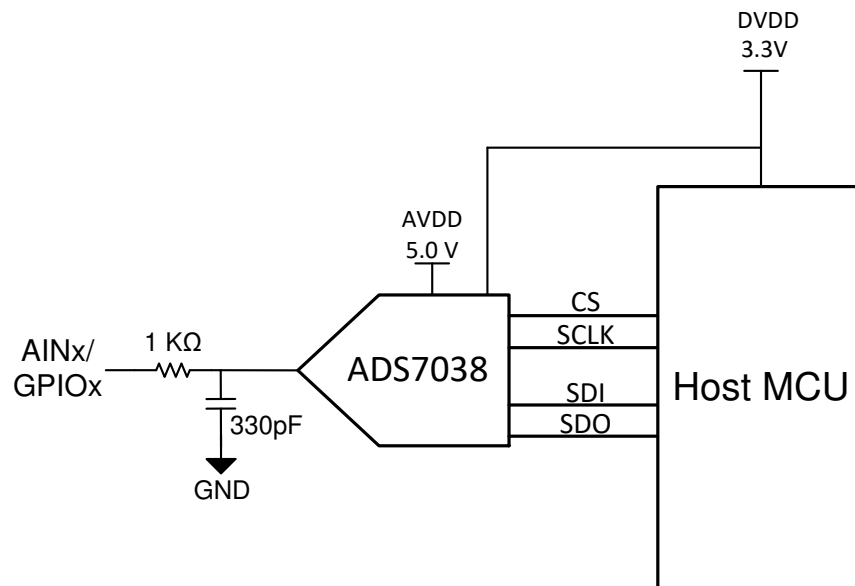 DVDD
3.3V
AVDD
5.0 V
CS
SCLK
SDI
SDO
1 KΩ
AINx/
GPIOx
330pF
GND
ADS7038
Host MCU